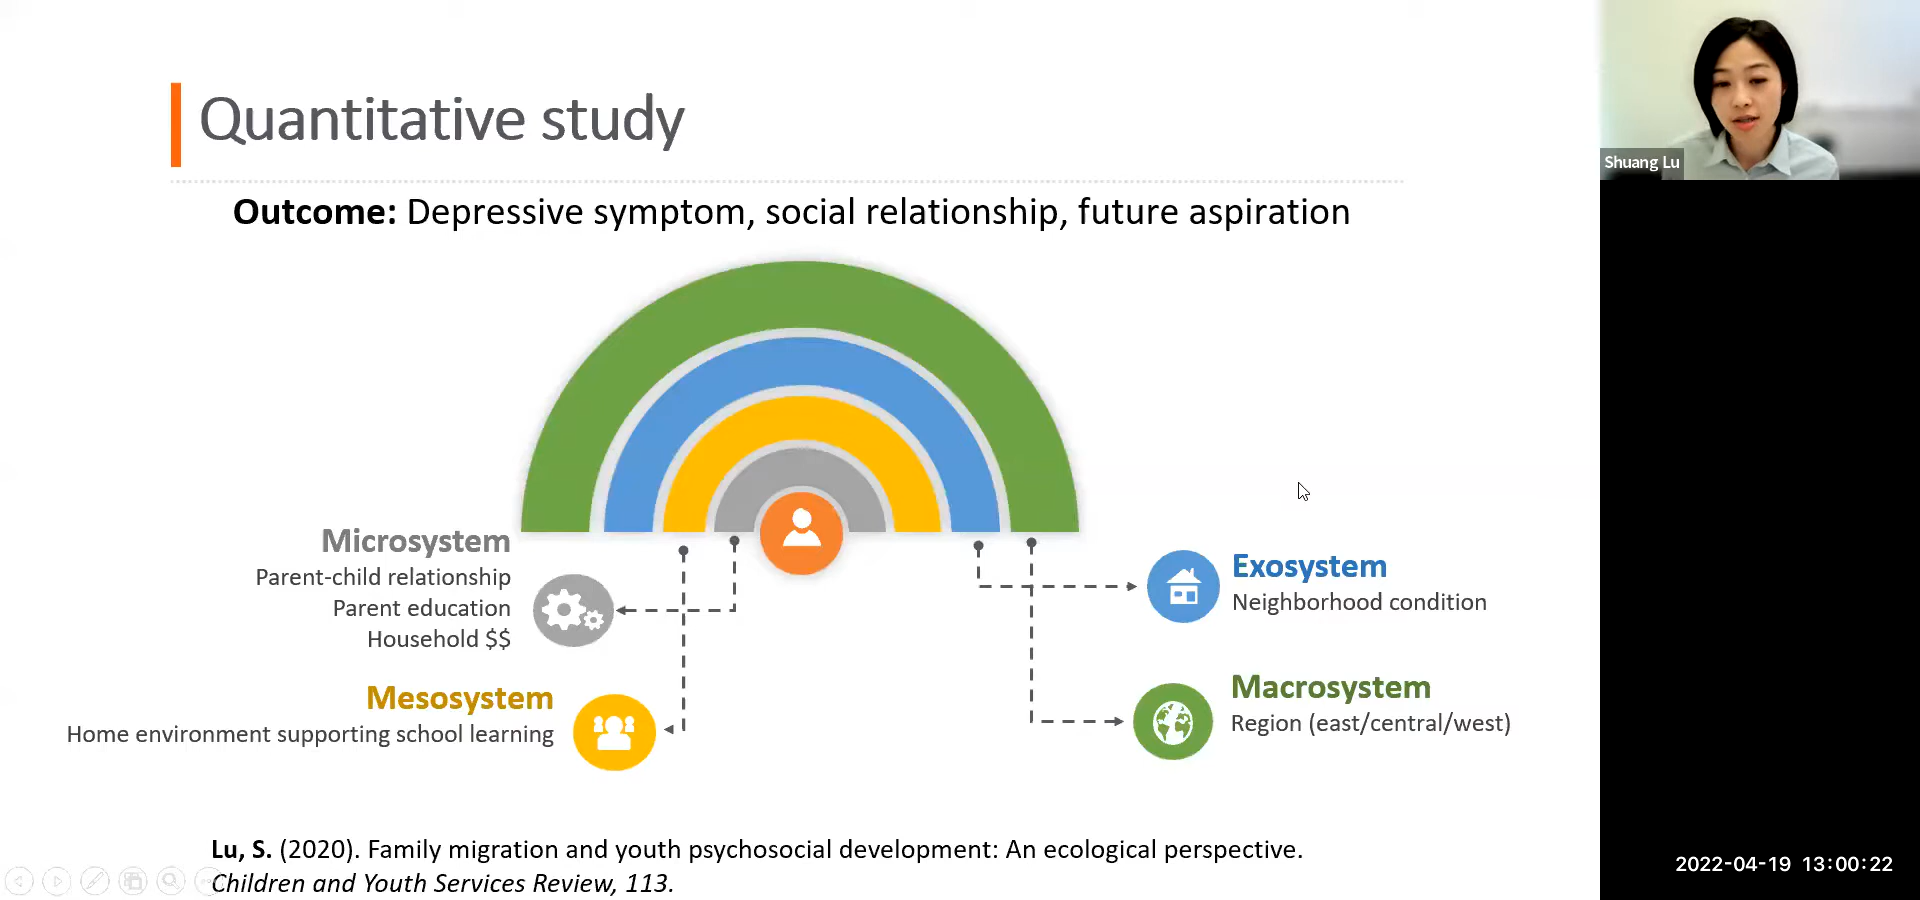 Quantitative study
Outcome: Depressive symptom, social relationship, future aspiration
Microsystem
Parent-child relationship
Parent education
Household $$
Mesosystem
Home environment supporting school learning
Exosystem
Neighborhood condition
Macrosystem
Region (east/central/west)
Lu, S. (2020). Family migration and youth psychosocial development: An ecological perspective.
Children and Youth Services Review, 113.
Shuang Lu
2022-04-19 13:00:22